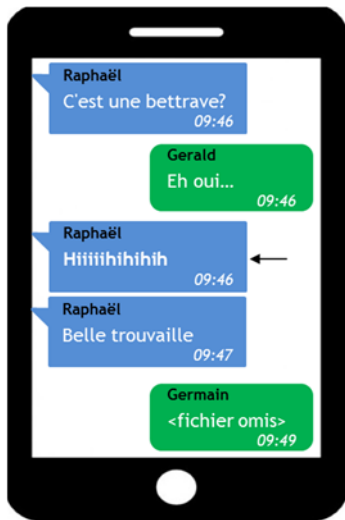 Raphaël
C'est une bettrave?
09:46
Gerald
Eh oui...
09:46
Raphaël
Hiiiiihihihih
09:46
Raphaël
Belle trouvaille
09:47
Germain
<fichier omis>
09:49